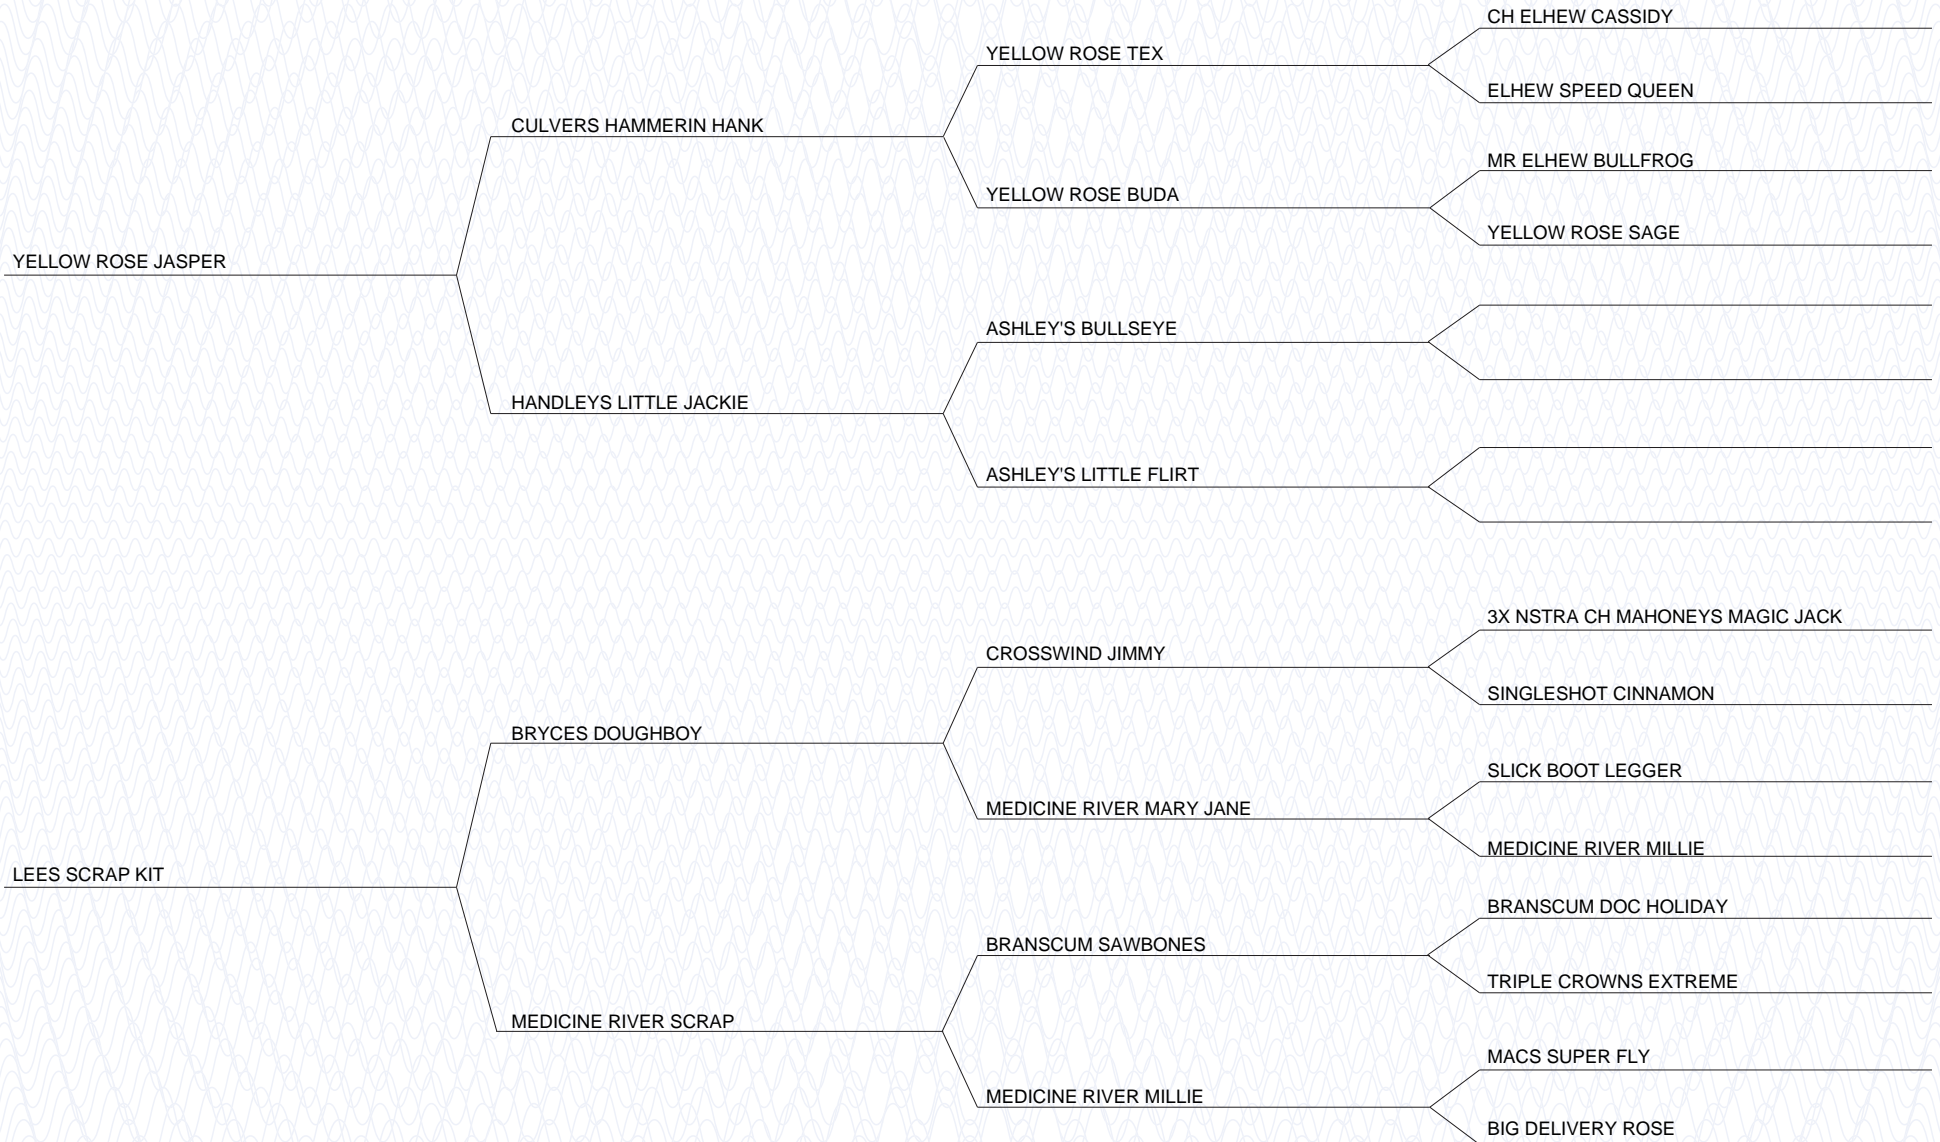 CH ELHEW CASSIDY
YELLOW ROSE TEX
ELHEW SPEED QUEEN
CULVERS HAMMERIN HANK
MR ELHEW BULLFROG
YELLOW ROSE BUDA
YELLOW ROSE SAGE
YELLOW ROSE JASPER
ASHLEY'S BULLSEYE
HANDLEYS LITTLE JACKIE
ASHLEY'S LITTLE FLIRT
3X NSTRA CH MAHONEYS MAGIC JACK
CROSSWIND JIMMY
SINGLESHOT CINNAMON
BRYCES DOUGHBOY
SLICK BOOT LEGGER
MEDICINE RIVER MARY JANE
MEDICINE RIVER MILLIE
LEES SCRAP KIT
BRANSCUM DOC HOLIDAY
BRANSCUM SAWBONES
TRIPLE CROWNS EXTREME
MEDICINE RIVER SCRAP
MACS SUPER FLY
MEDICINE RIVER MILLIE
BIG DELIVERY ROSE